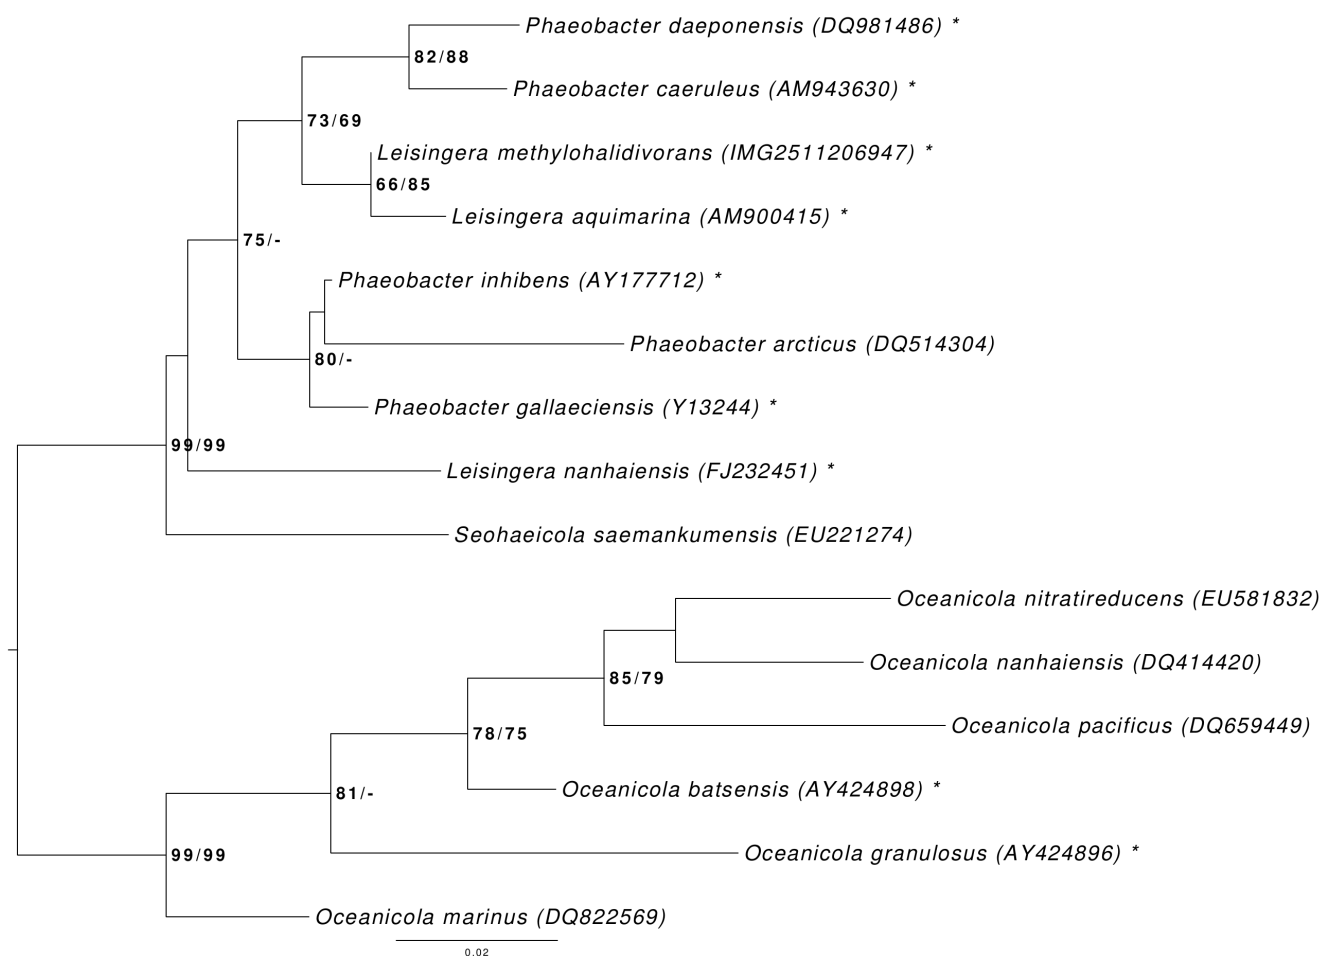 Phaeobacter daeponensis (DQ981486) *
82/88
Phaeobacter caeruleus (AM943630) *
73/69
Leisingera methylohalidivorans (IMG2511206947) *
66/85
Leisingera aquimarina (AM900415) *
75/-
Phaeobacter inhibens (AY177712) *
Phaeobacter arcticus (DQ514304)
80/-
Phaeobacter gallaeciensis (Y13244) *
99/99
Leisingera nanhaiensis (FJ232451) *
Seohaeicola saemankumensis (EU221274)
Oceanicola nitratireducens (EU581832)
Oceanicola nanhaiensis (DQ414420)
85/79
Oceanicola pacificus (DQ659449)
78/75
Oceanicola batsensis (AY424898) *
81/-
Oceanicola granulosus (AY424896) *
99/99
Oceanicola marinus (DQ822569)
0.02